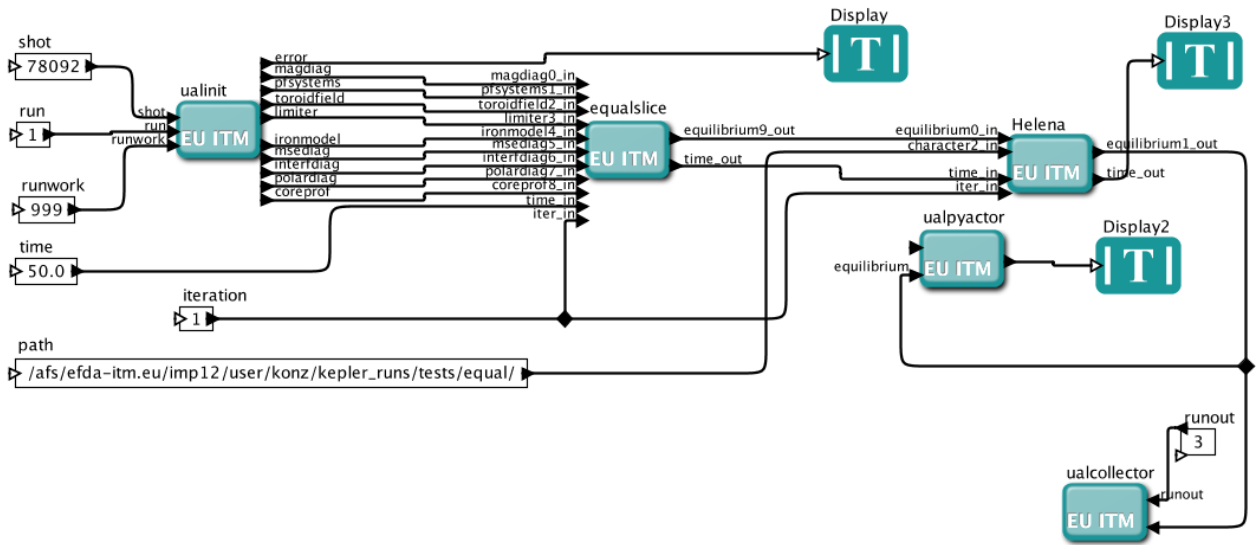 shot
78092
run
1
runwork
999
time
50.0
iteration
1
path
/afs/efda-itm.eu/imp12/user/konz/kepler_runs/tests/equal/
ualinit
EU ITM
shot
run
runwork
error
magdiag
pfsystems
toroidfield
limiter
ironmodel
msediag
interfdiag
polardiag
coreprof
magdiag0_in
pfsystems1_in
toroidfield2_in
limiter3_in
ironmodel4_in
msediag5_in
interfdiag6_in
polardiag7_in
coreprof8_in
time_in
iter_in
equalslice
EU ITM
equilibrium9_out
time_out
Display
T
Display3
T
equilibrium0_in
character2_in
time_in
iter_in
Helena
EU ITM
equilibrium1_out
time_out
ualpyactor
equilibrium
EU ITM
Display2
T
runout
3
ualcollector
runout
EU ITM